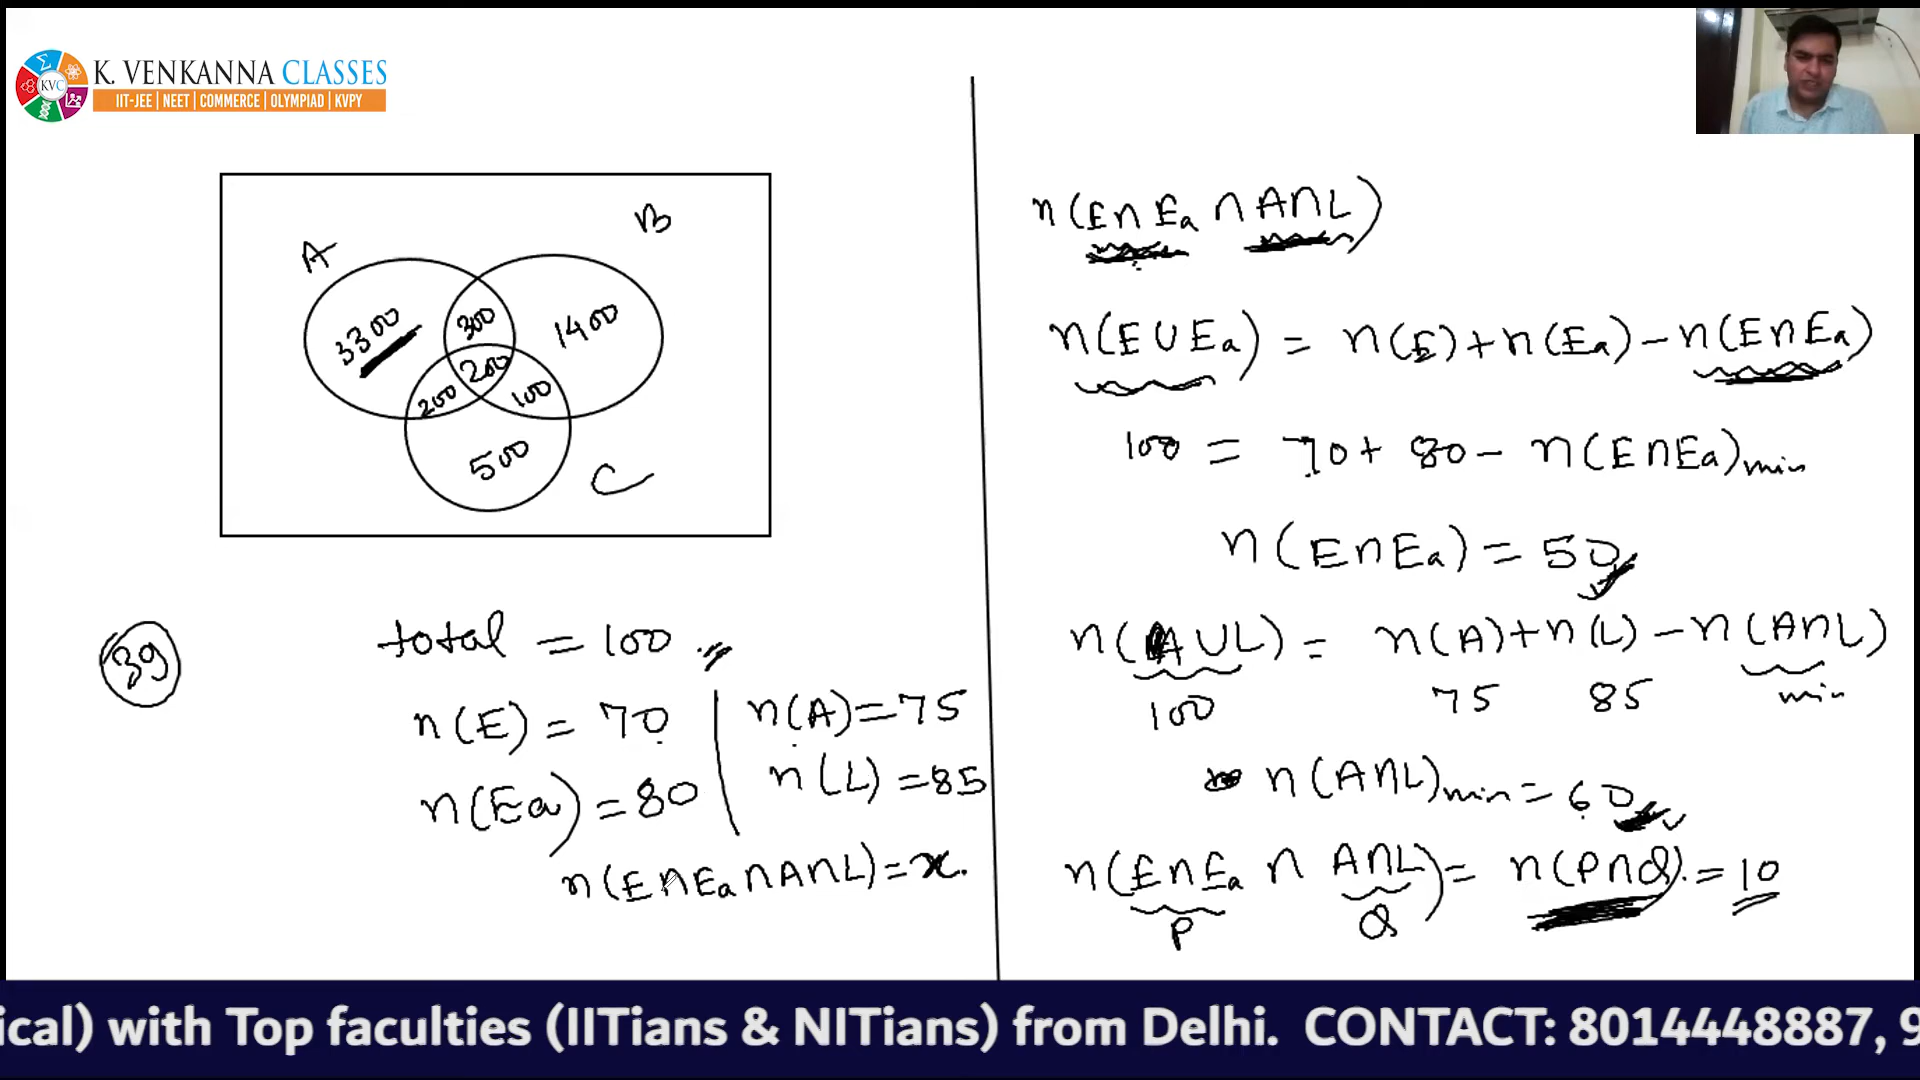 K. VENKANNA CLASSES
IIT-JEE | NEET | COMMERCE | OLYMPIAD | KVPY
KVC
A
B
3300
300
1400
200
200
100
500
C
39
total = 100
n(E) = 70
n(A) = 75
n(Ea) = 80
n(L) = 85
n(E∩Ea∩A∩L) = x.
n(E∩Ea∩A∩L)
n(E∪Ea) = n(E)+n(Ea)-n(E∩Ea)
100 = 70+ 80- n(E∩Ea)min
n(E∩Ea) = 50
n(A∪L) = n(A)+n(L)-n(A∩L)
100 75 85 min
n(A∩L)min = 60
n(E∩Ea ∩ A∩L) = n(P∩Q). = 10
P Q
ical) with Top faculties (IITians & NITians) from Delhi. CONTACT: 8014448887, 9